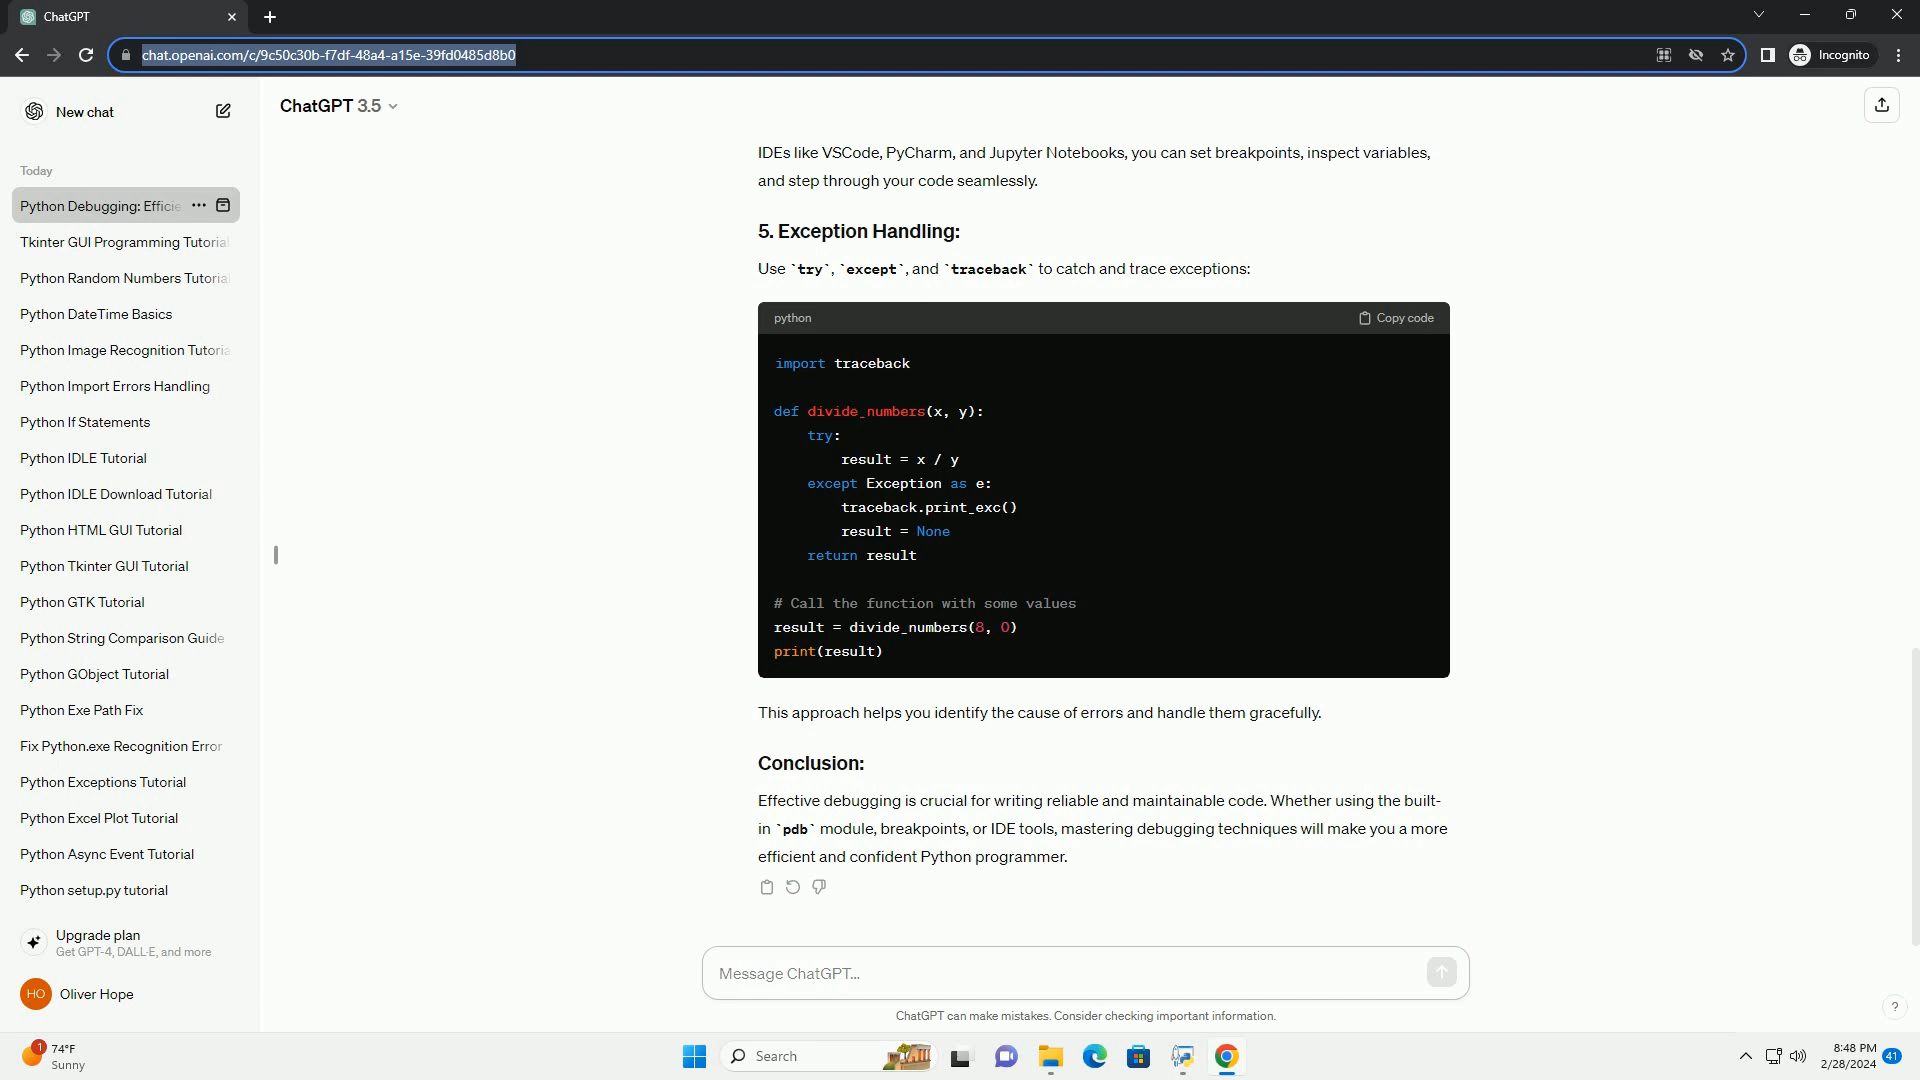 ChatGPT
chat.openai.com/c/9c50c30b-f7df-48a4-a15e-39fd0485d8b0
Incognito
New chat
ChatGPT 3.5
Today
Python Debugging: Efficie
Tkinter GUI Programming Tutorial
Python Random Numbers Tutorial
Python DateTime Basics
Python Image Recognition Tutoria
Python Import Errors Handling
Python If Statements
Python IDLE Tutorial
Python IDLE Download Tutorial
Python HTML GUI Tutorial
Python Tkinter GUI Tutorial
Python GTK Tutorial
Python String Comparison Guide
Python GObject Tutorial
Python Exe Path Fix
Fix Python.exe Recognition Error
Python Exceptions Tutorial
Python Excel Plot Tutorial
Python Async Event Tutorial
Python setup.py tutorial
Upgrade plan
Get GPT-4, DALL·E, and more
HO
Oliver Hope
IDEs like VSCode, PyCharm, and Jupyter Notebooks, you can set breakpoints, inspect variables,
and step through your code seamlessly.
5. Exception Handling:
Use `try`, `except`, and `traceback` to catch and trace exceptions:
python
Copy code
import traceback
def divide_numbers(x, y):
try:
result = x / y
except Exception as e:
traceback.print_exc()
result = None
return result
# Call the function with some values
result = divide_numbers(8, 0)
print(result)
This approach helps you identify the cause of errors and handle them gracefully.
Conclusion:
Effective debugging is crucial for writing reliable and maintainable code. Whether using the built-
in `pdb` module, breakpoints, or IDE tools, mastering debugging techniques will make you a more
efficient and confident Python programmer.
Message ChatGPT...
ChatGPT can make mistakes. Consider checking important information.
?
1
74°F
Sunny
Search
8:48 PM
2/28/2024
41